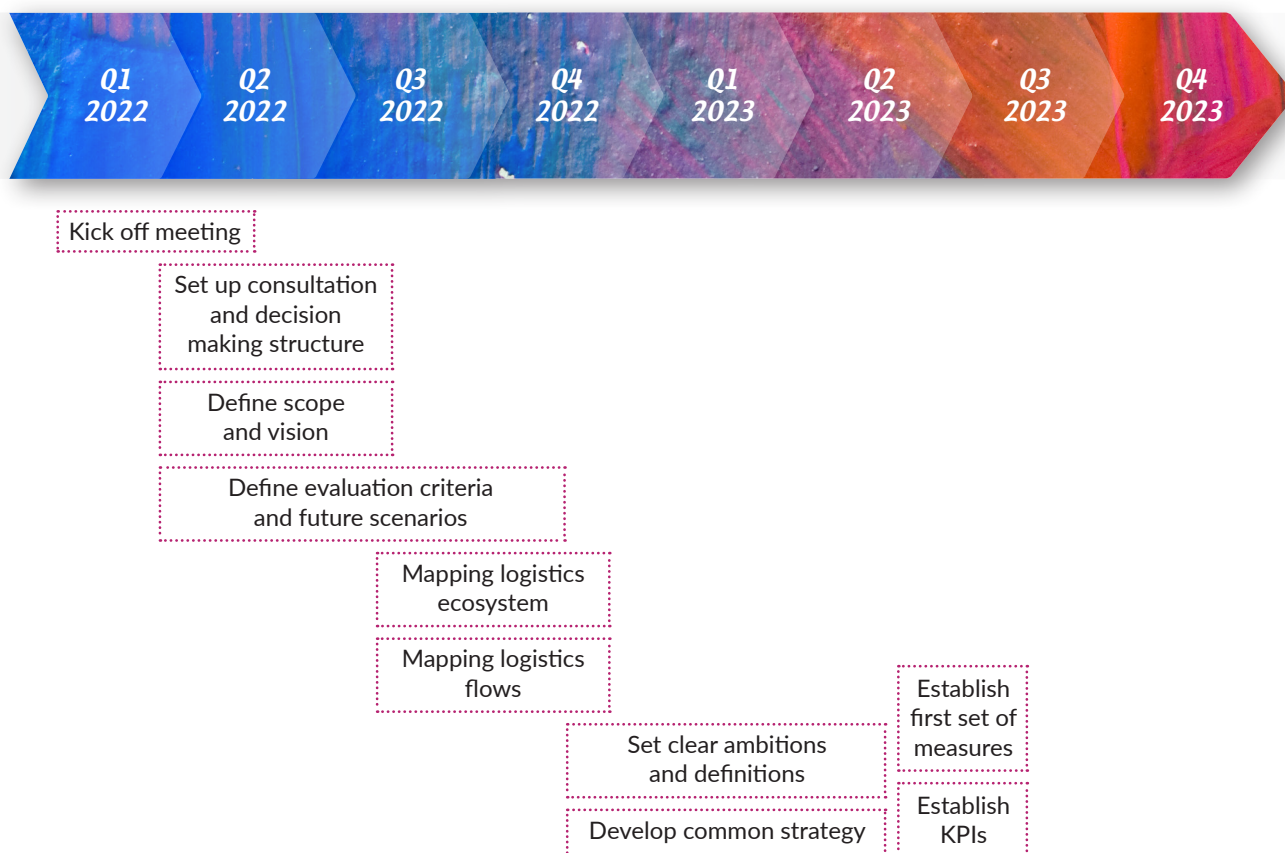 Q1
2022
Q2
2022
Q3
2022
Q4
2022
Q1
2023
Q2
2023
Q3
2023
Q4
2023
Kick off meeting
Set up consultation
and decision
making structure
Define scope
and vision
Define evaluation criteria
and future scenarios
Mapping logistics
ecosystem
Mapping logistics
flows
Set clear ambitions
and definitions
Develop common strategy
Establish
first set of
measures
Establish
KPIs